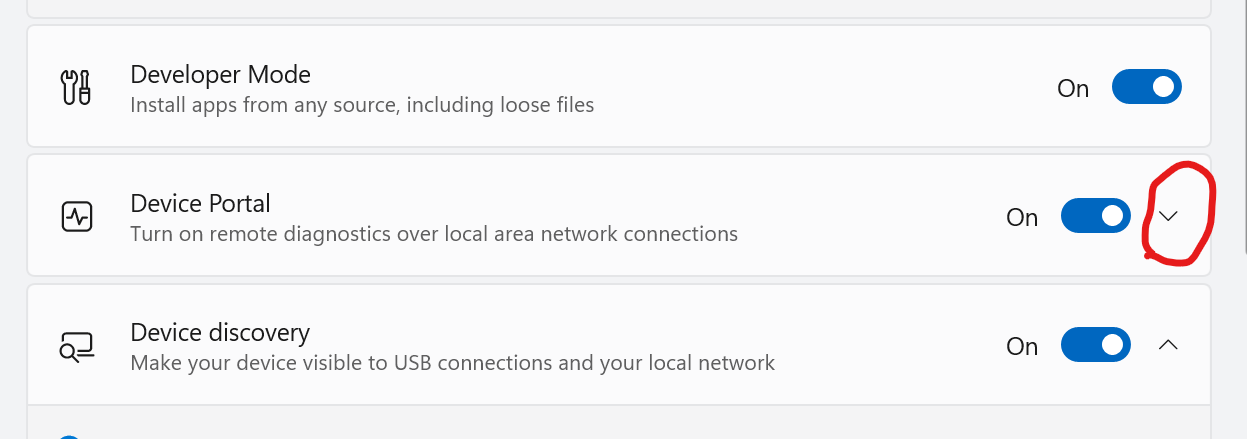 Developer Mode
Install apps from any source, including loose files
On
Device Portal
Turn on remote diagnostics over local area network connections
On
Device discovery
Make your device visible to USB connections and your local network
On